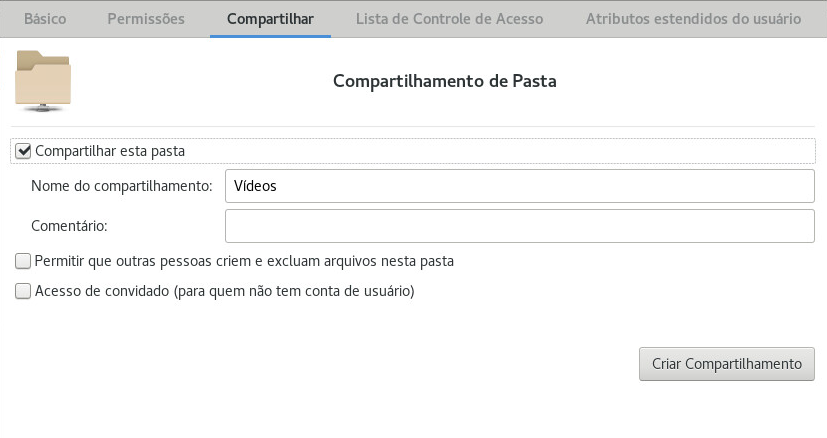 Básico Permissões Compartilhar Lista de Controle de Acesso Atributos estendidos do usuário
Compartilhamento de Pasta
Compartilhar esta pasta
Nome do compartilhamento: Vídeos
Comentário:
Permitir que outras pessoas criem e excluam arquivos nesta pasta
Acesso de convidado (para quem não tem conta de usuário)
Criar Compartilhamento